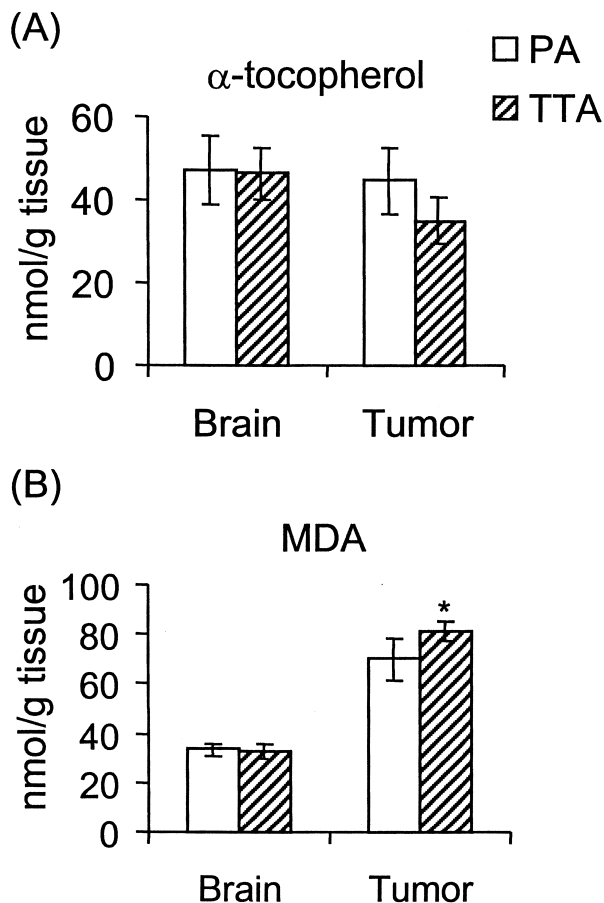 (A)
PA
α-tocopherol
TTA
nmol/g tissue
60
40
20
0
Brain Tumor
(B)
MDA
nmol/g tissue
100
80
60
40
20
0
*
Brain Tumor